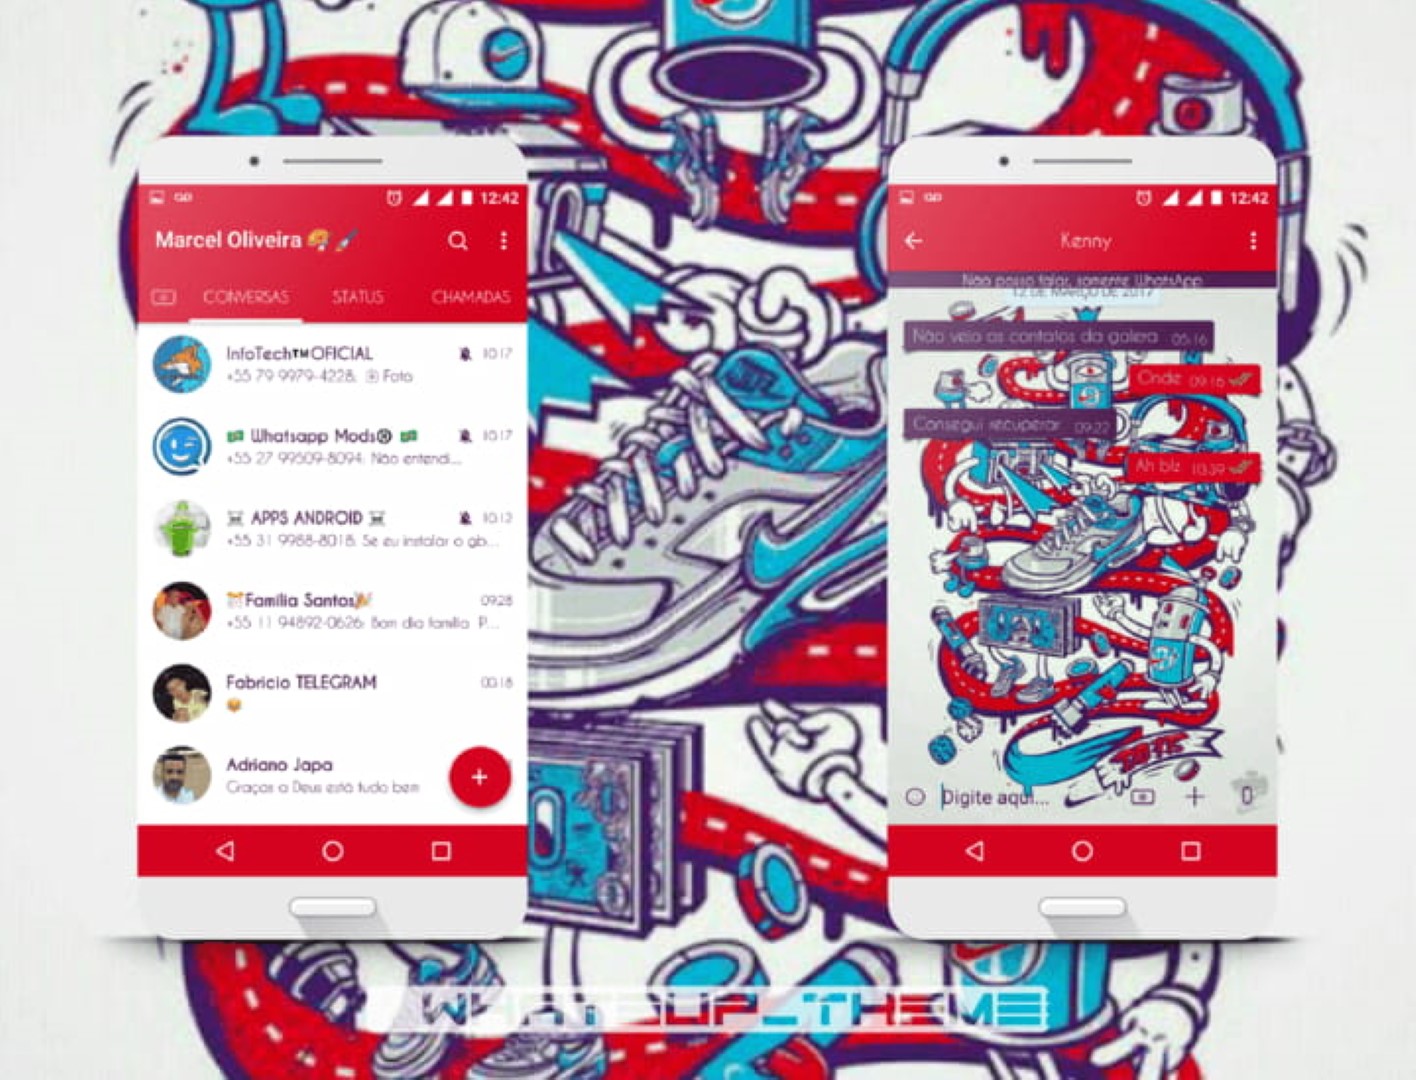 12:42
Marcel Oliveira
CONVERSAS STATUS CHAMADAS
InfoTech™OFICIAL 10:17
+55 79 9979-4228: Foto
Whatsapp Mods® 10:17
+55 27 99509-8094: Não entendi...
APPS ANDROID 10:12
+55 31 9988-8018: Se eu instalar o gb...
Família Santos 09:28
+55 11 94892-0626: Bom dia família P...
Fabricio TELEGRAM 00:18
Adriano Japa
Graças a Deus está tudo bem
+
12:42
Kenny
Não posso falar, somente WhatsApp
12 DE MARÇO DE 2017
Não veio os contatos da galera 05:16
Onde 09:16
Consegui recuperar 09:22
Ah blz 10:39
Digite aqui...
WHATSUP_THEME